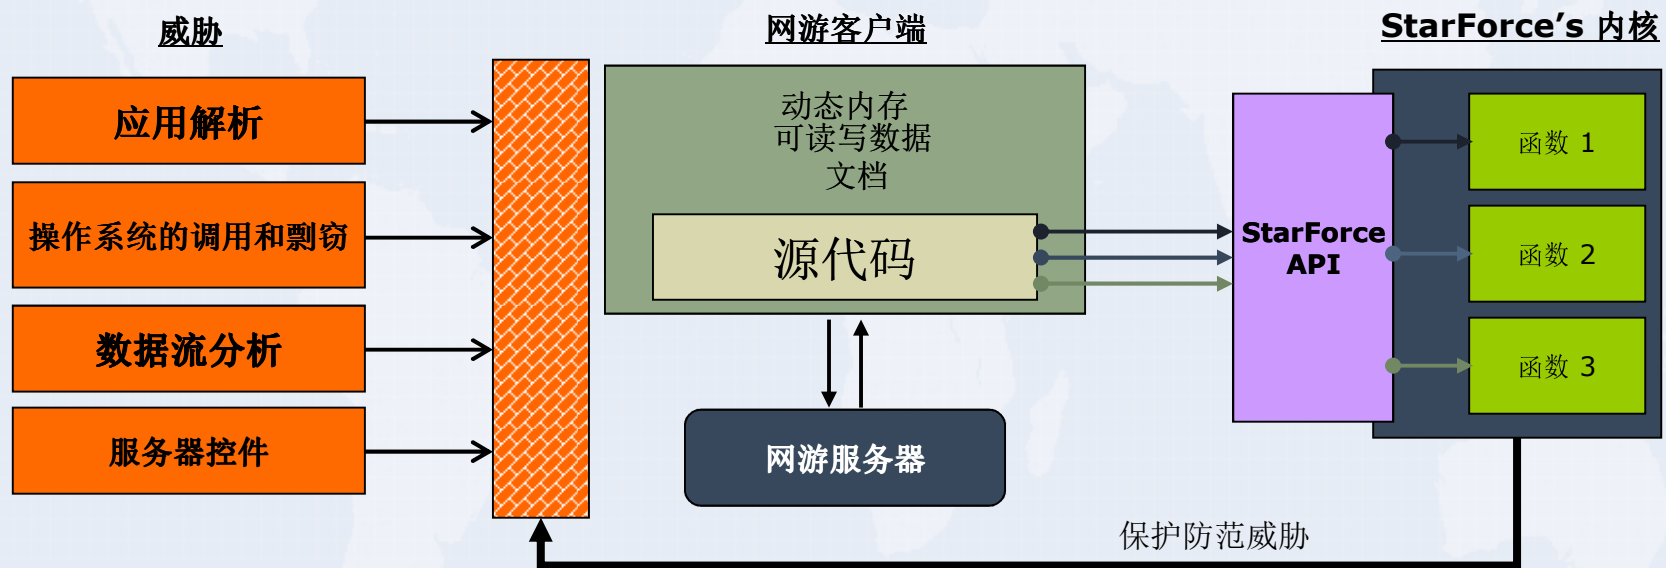 威胁
网游客户端
StarForce’s 内核
应用解析
操作系统的调用和剽窃
数据流分析
服务器控件
动态内存
可读写数据
文档
源代码
网游服务器
StarForce
API
函数 1
函数 2
函数 3
保护防范威胁